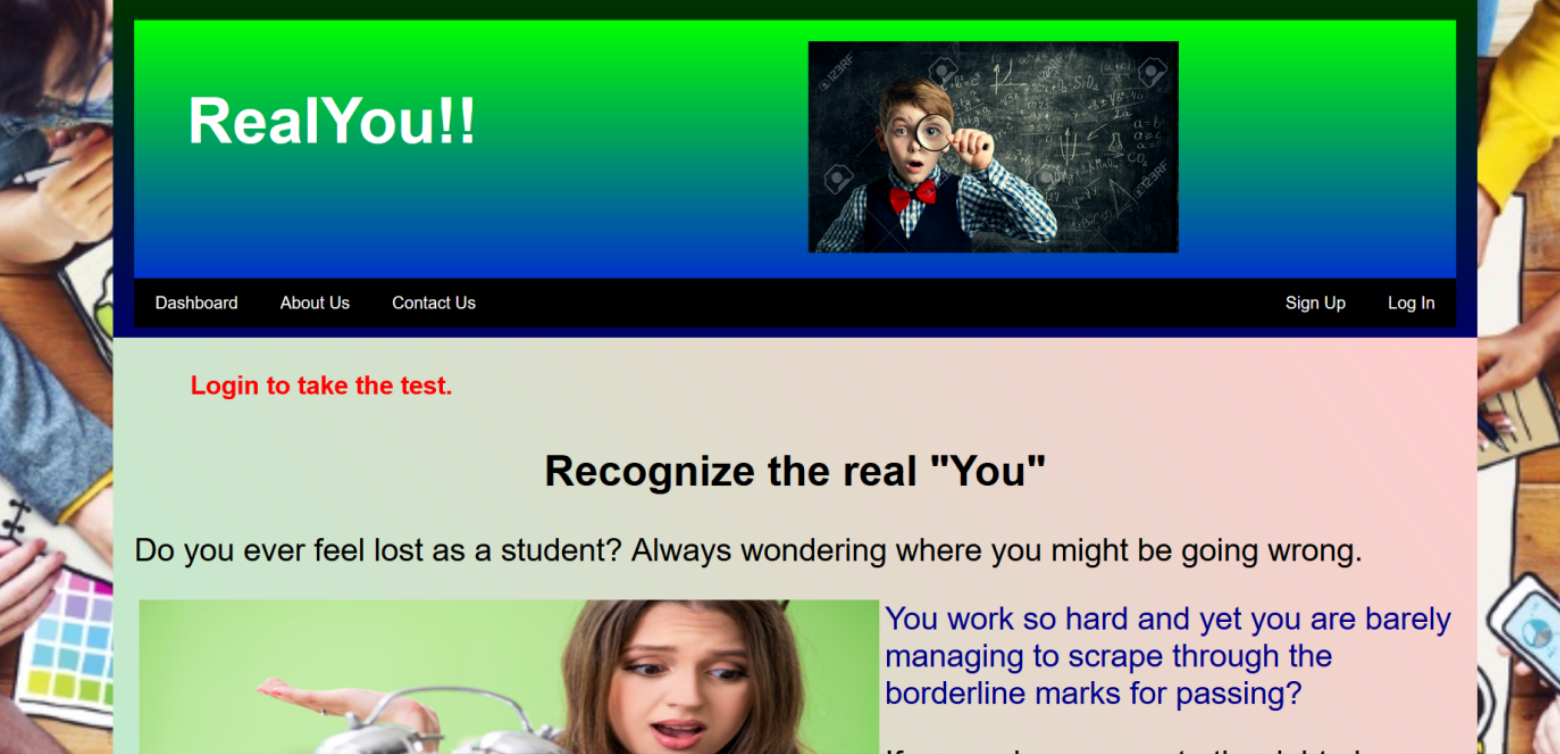 RealYou!!
123RF
123RF
Dashboard
About Us
Contact Us
Sign Up
Log In
Login to take the test.
Recognize the real "You"
Do you ever feel lost as a student? Always wondering where you might be going wrong.
You work so hard and yet you are barely
managing to scrape through the
borderline marks for passing?